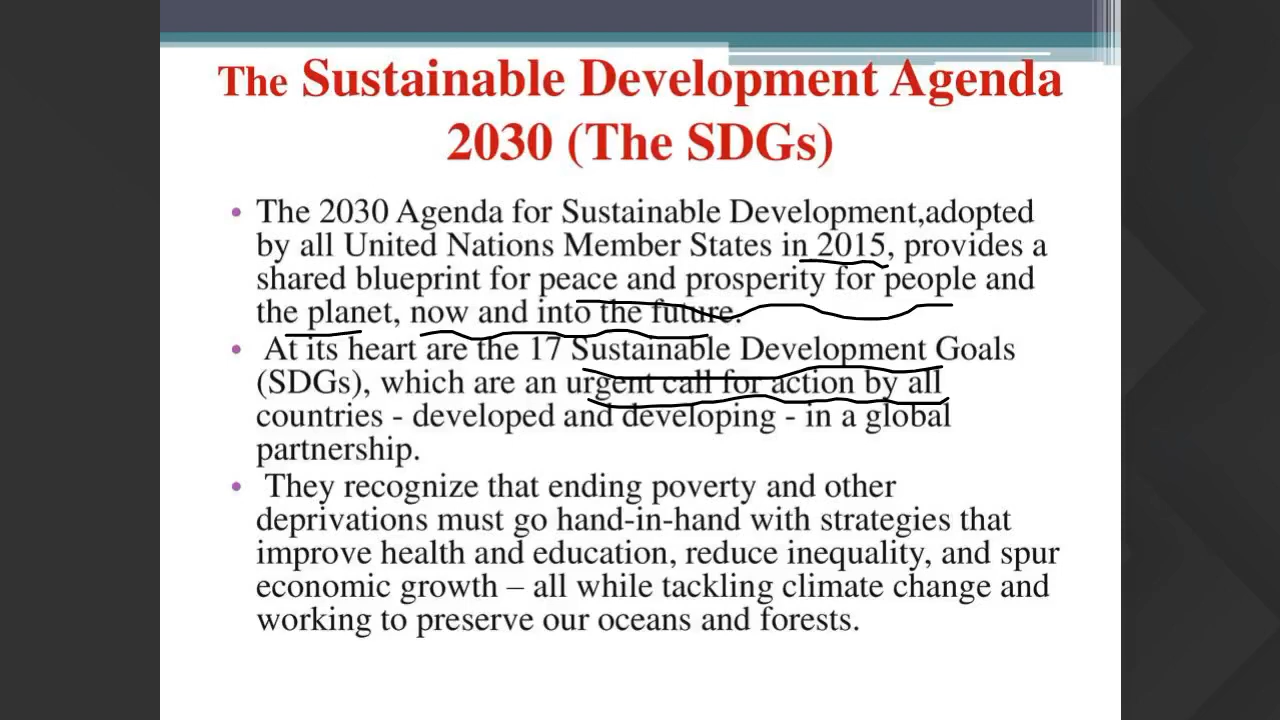 The Sustainable Development Agenda
2030 (The SDGs)
• The 2030 Agenda for Sustainable Development,adopted
by all United Nations Member States in 2015, provides a
shared blueprint for peace and prosperity for people and
the planet, now and into the future.
• At its heart are the 17 Sustainable Development Goals
(SDGs), which are an urgent call for action by all
countries - developed and developing - in a global
partnership.
• They recognize that ending poverty and other
deprivations must go hand-in-hand with strategies that
improve health and education, reduce inequality, and spur
economic growth – all while tackling climate change and
working to preserve our oceans and forests.